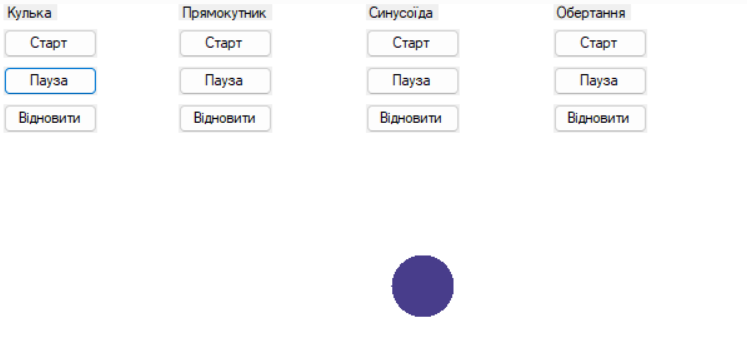 Кулька Прямокутник Синусоїда Обертання
Старт Старт Старт Старт
Пауза Пауза Пауза Пауза
Відновити Відновити Відновити Відновити